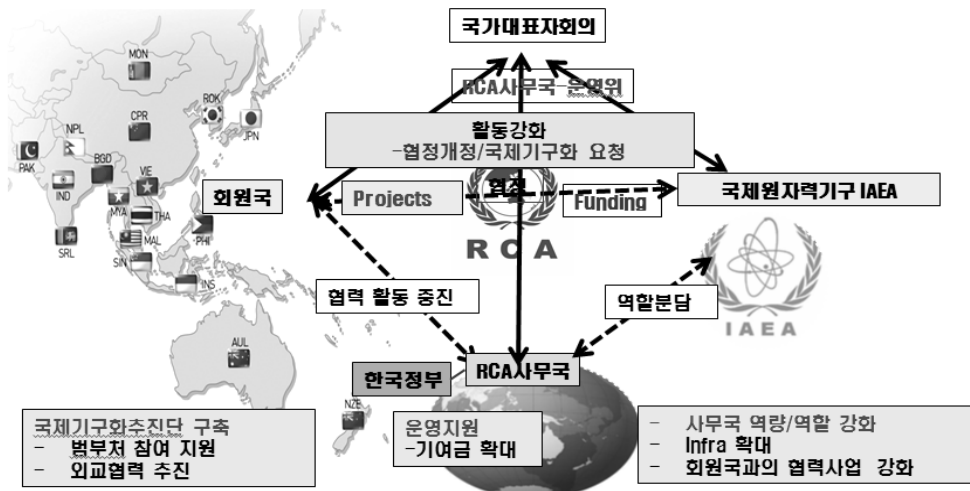 국가대표자회의
RCA사무국 운영위
활동강화
-협정개정/국제기구화 요청
협정
회원국
Projects
Funding
국제원자력기구 IAEA
RCA
IAEA
협력 활동 증진
역할분담
한국정부
RCA사무국
국제기구화추진단 구축
- 범부처 참여 지원
- 외교협력 추진
운영지원
-기여금 확대
- 사무국 역량/역할 강화
- Infra 확대
- 회원국과의 협력사업 강화
MON
ROK
CPR
JPN
NPL
PAK
BGD
VIE
IND
MYA
THA
SRL
MAL
PHI
SIN
INS
AUL
NZE